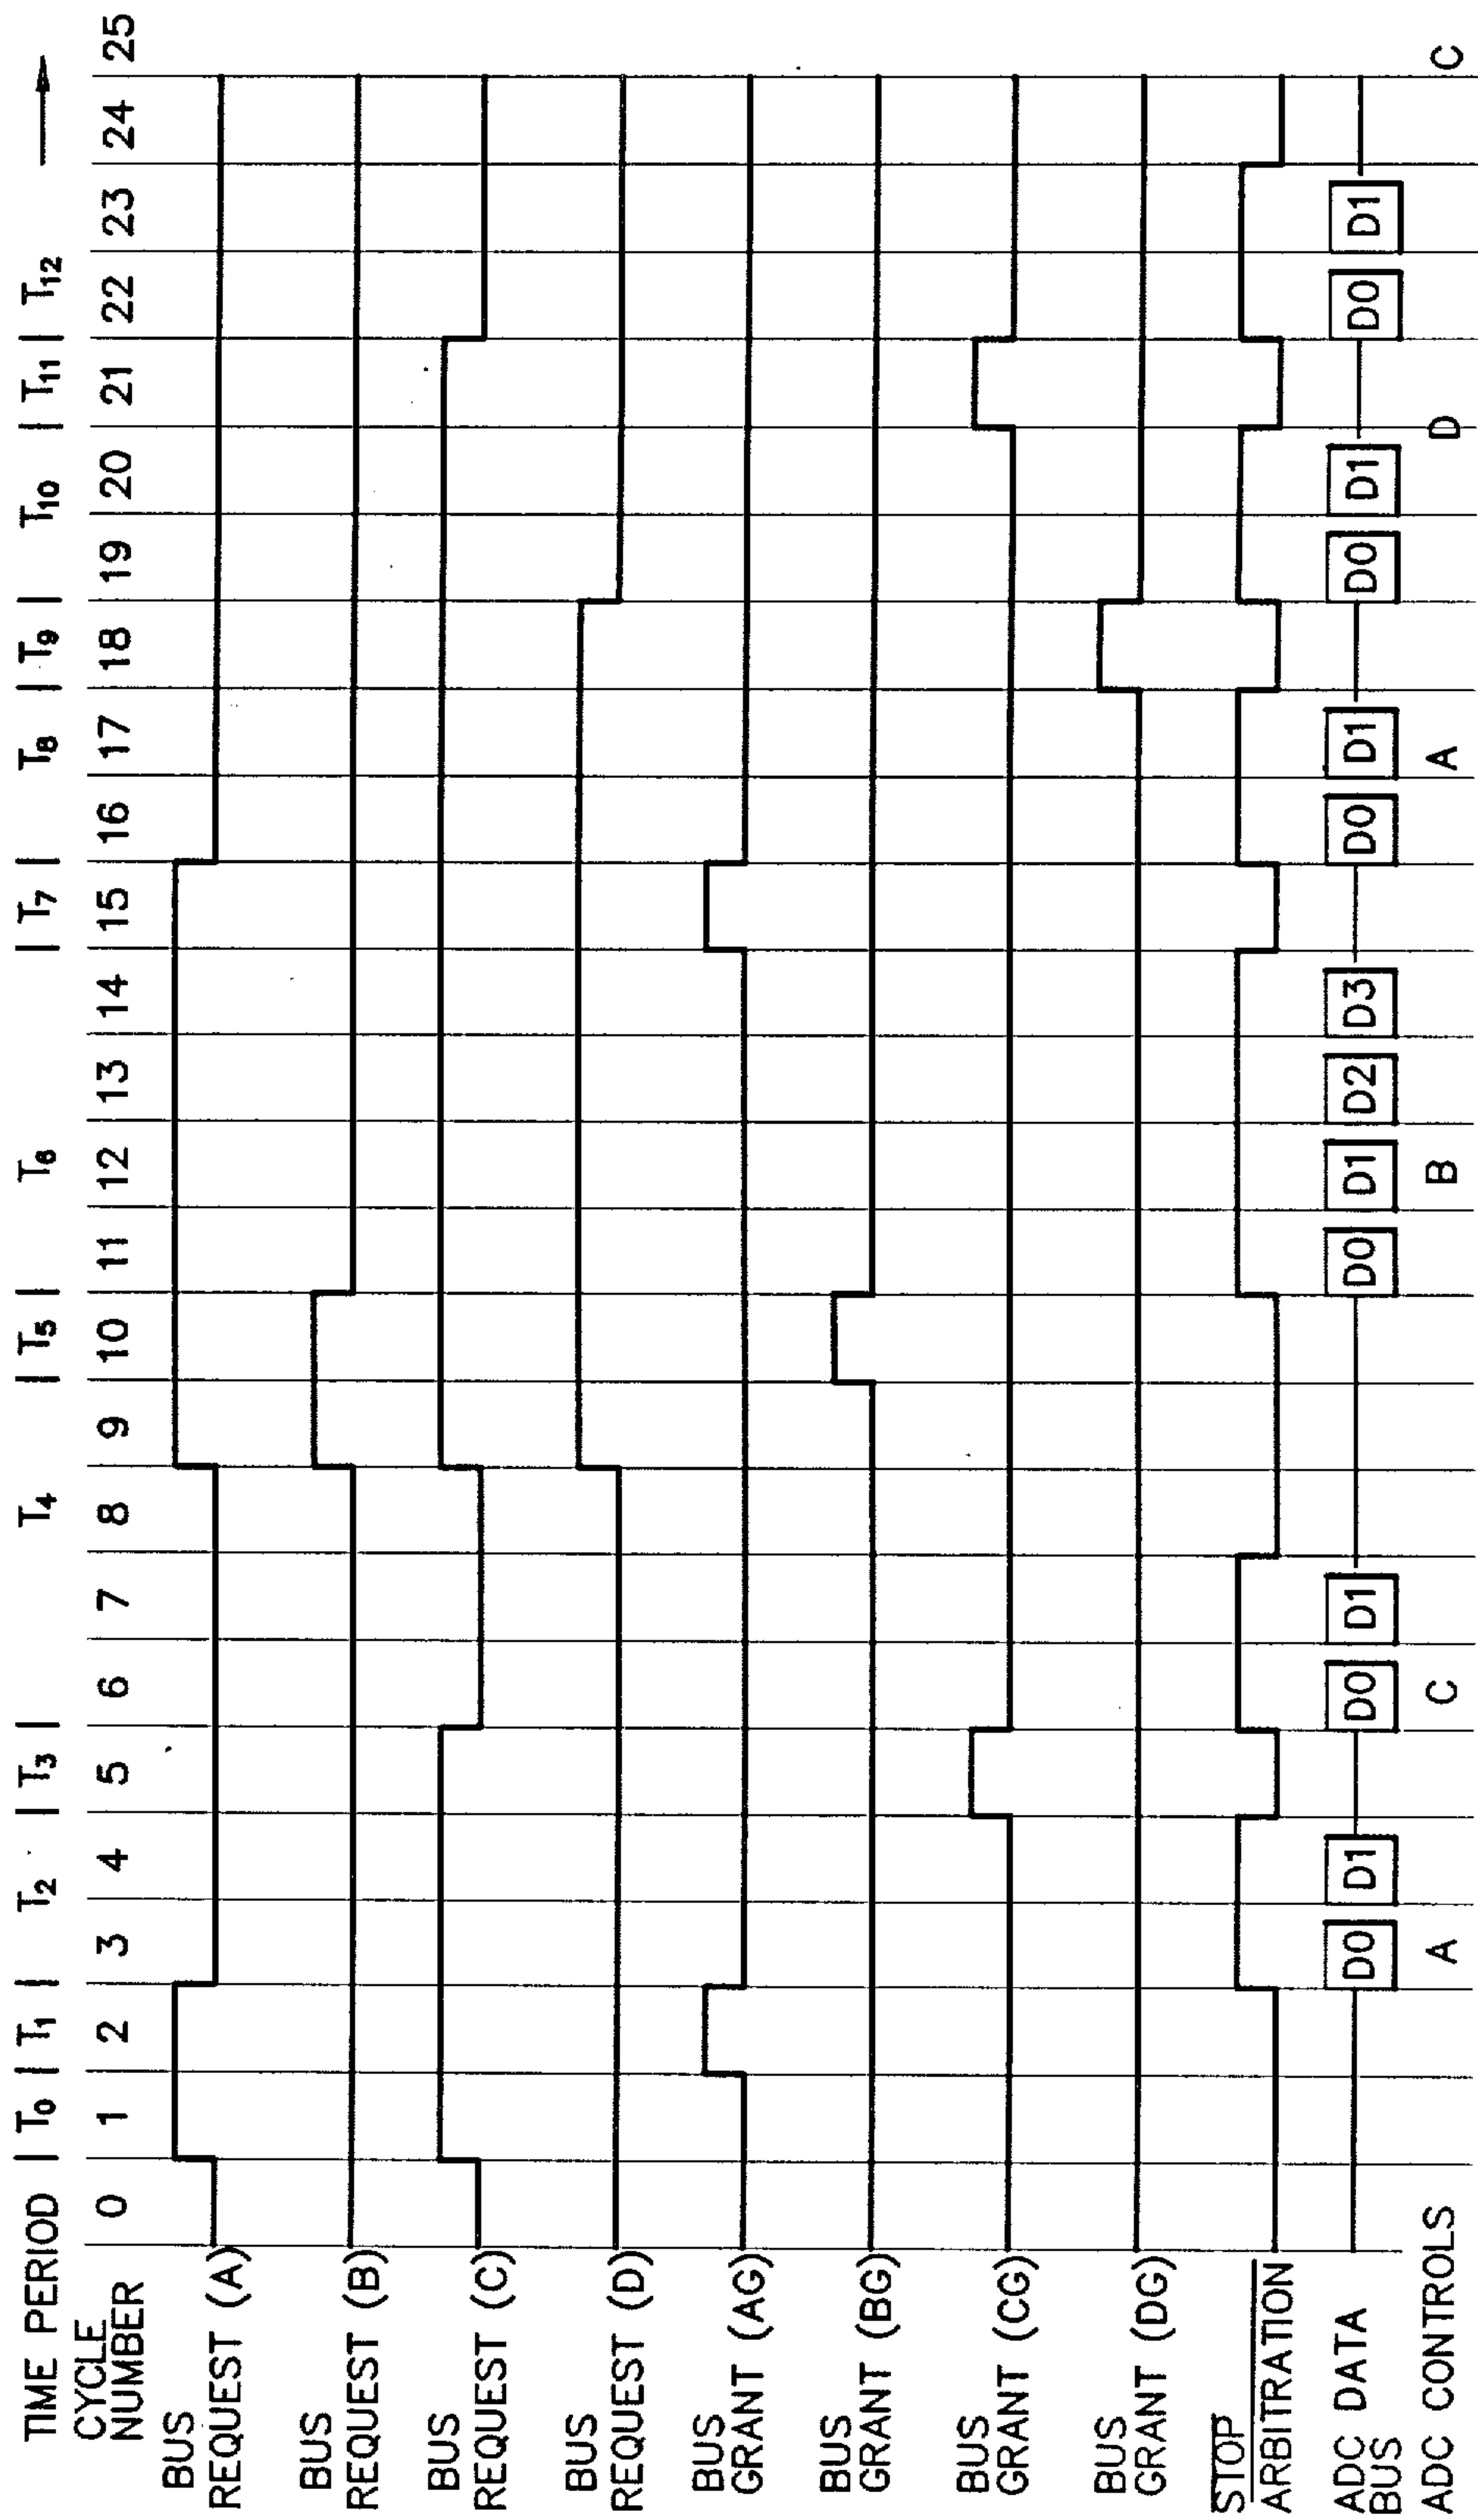 TIME PERIOD | T0 | T1 | T2 | T3 | T4 | T5 | T6 | T7 | T8 | T9 | T10 | T11 | T12
CYCLE
NUMBER 0 1 2 3 4 5 6 7 8 9 10 11 12 13 14 15 16 17 18 19 20 21 22 23 24 25
BUS
REQUEST (A)
BUS
REQUEST (B)
BUS
REQUEST (C)
BUS
REQUEST (D)
BUS
GRANT (AG)
BUS
GRANT (BG)
BUS
GRANT (CG)
BUS
GRANT (DG)
STOP
ARBITRATION
ADC DATA
BUS D0 D1 D0 D1 D0 D1 D2 D3 D0 D1 D0 D1 D0 D1
ADC CONTROLS A C B A D C